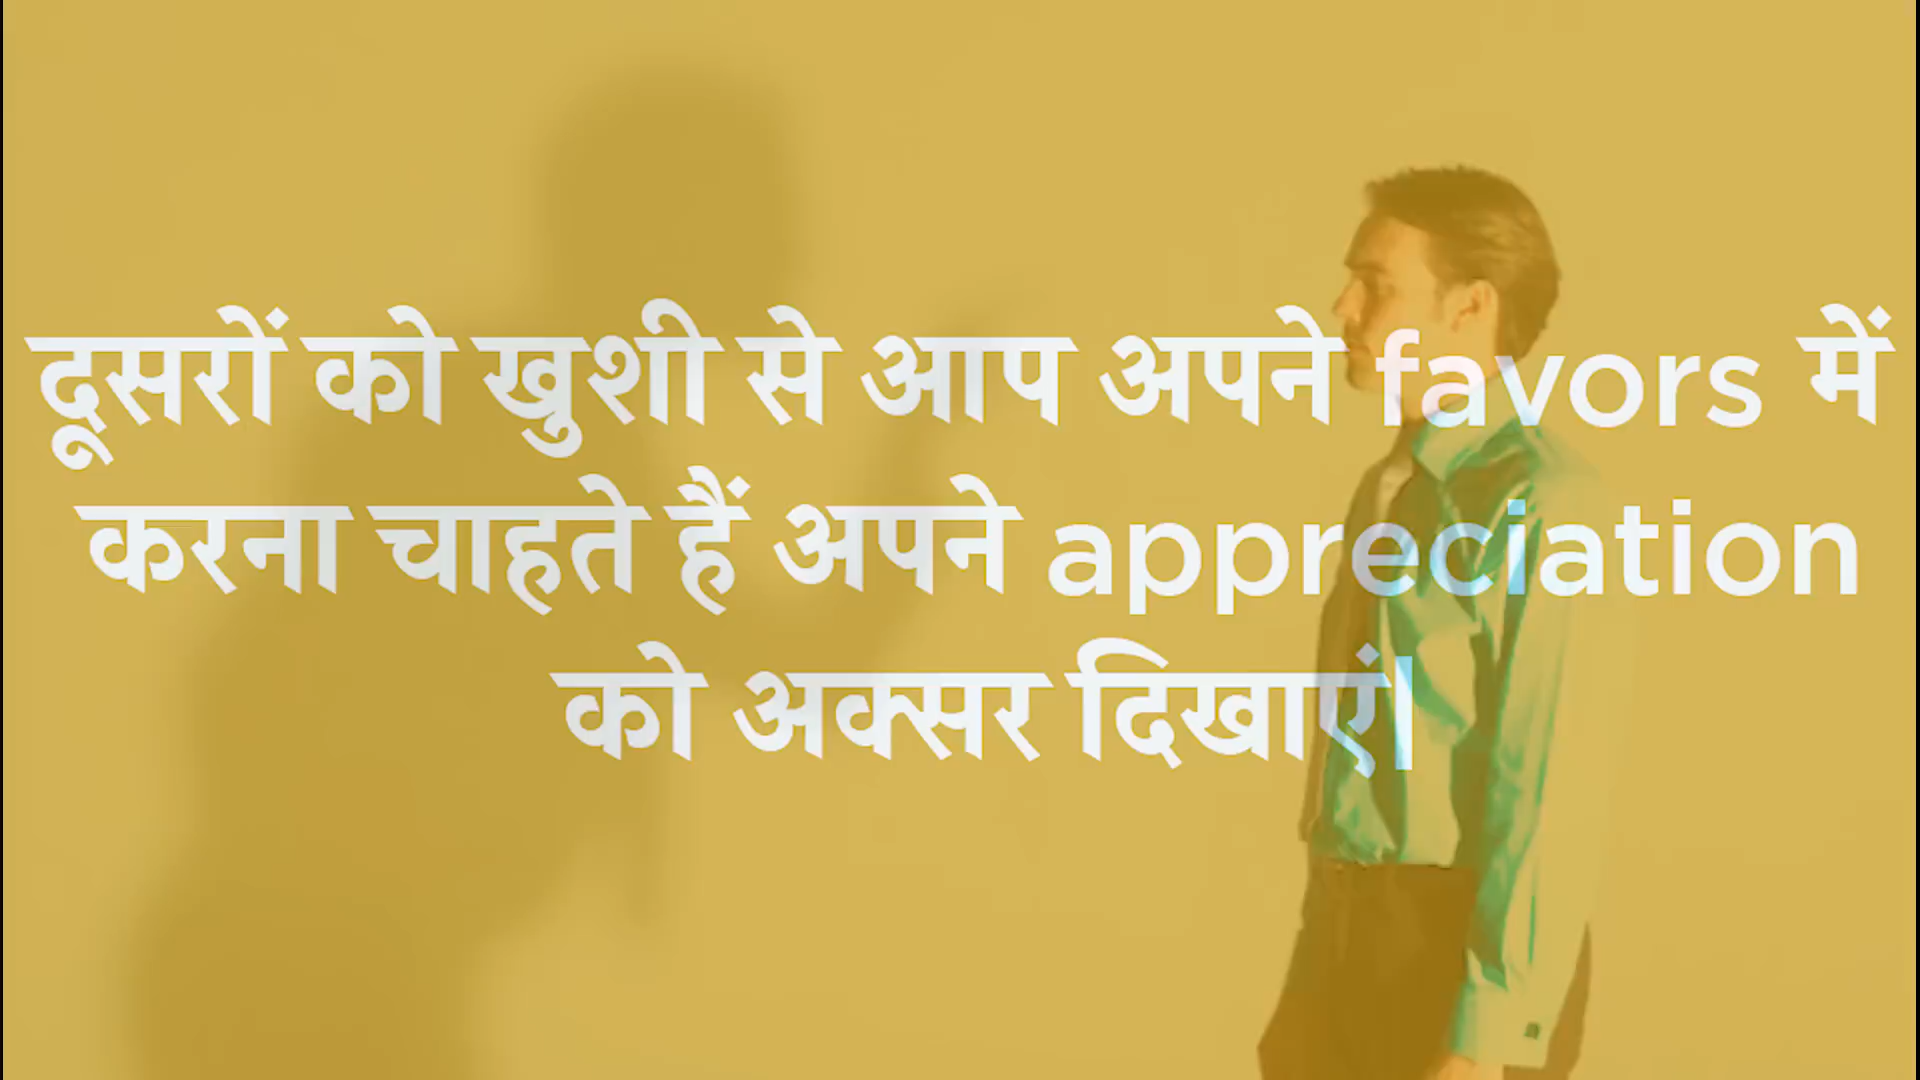 दूसरों को खुशी से आप अपने favors में
करना चाहते हैं अपने appreciation
को अक्सर दिखाएं।